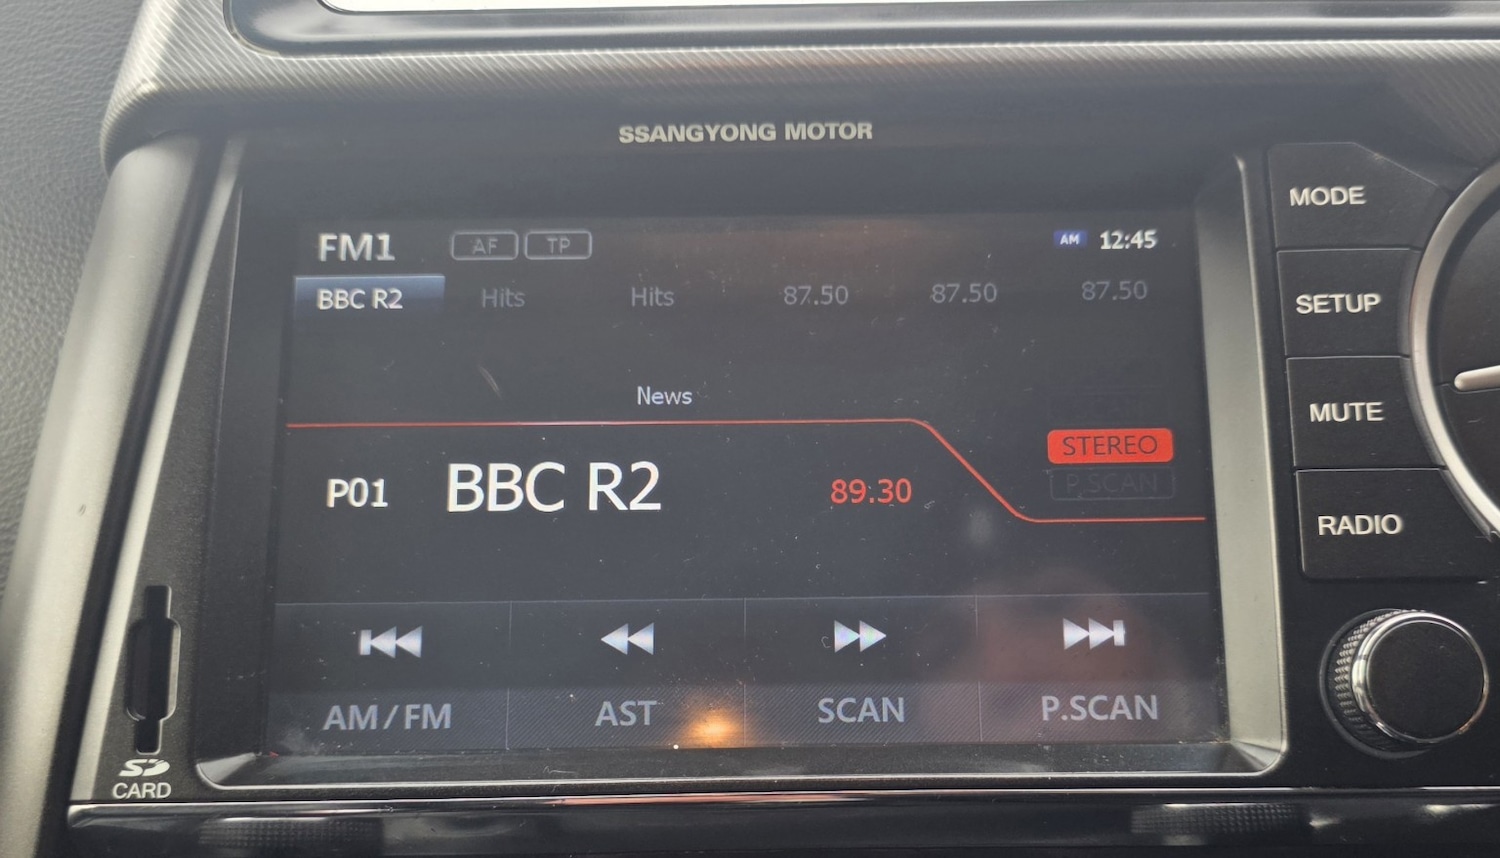 SSANGYONG MOTOR
FM1 AF TP AM 12:45
BBC R2 Hits Hits 87.50 87.50 87.50
News
STEREO
P01 BBC R2 89.30
P.SCAN
AM/FM AST SCAN P.SCAN
MODE
SETUP
MUTE
RADIO
SD
CARD